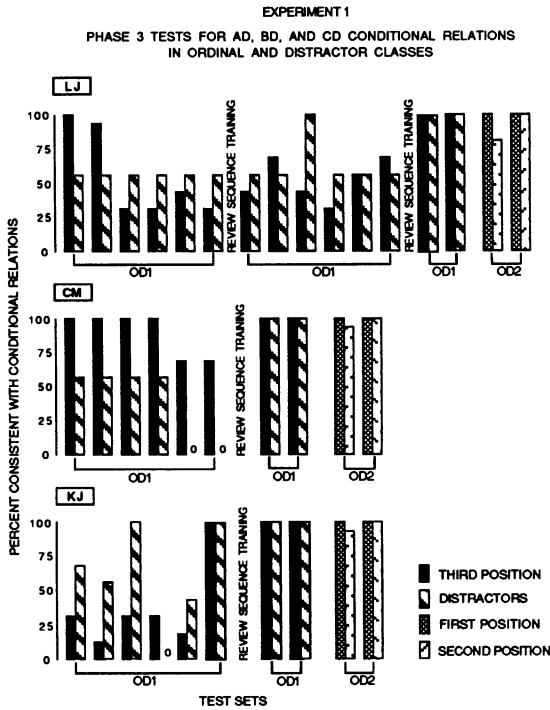 EXPERIMENT 1
PHASE 3 TESTS FOR AD, BD, AND CD CONDITIONAL RELATIONS
IN ORDINAL AND DISTRACTOR CLASSES
PERCENT CONSISTENT WITH CONDITIONAL RELATIONS
LJ
100
75
50
25
0
REVIEW SEQUENCE TRAINING
REVIEW SEQUENCE TRAINING
OD1
OD1
OD1
OD2
CM
100
75
50
25
0
0
0
REVIEW SEQUENCE TRAINING
OD1
OD1
OD2
KJ
100
75
50
25
0
0
REVIEW SEQUENCE TRAINING
OD1
OD1
OD2
TEST SETS
THIRD POSITION
DISTRACTORS
FIRST POSITION
SECOND POSITION